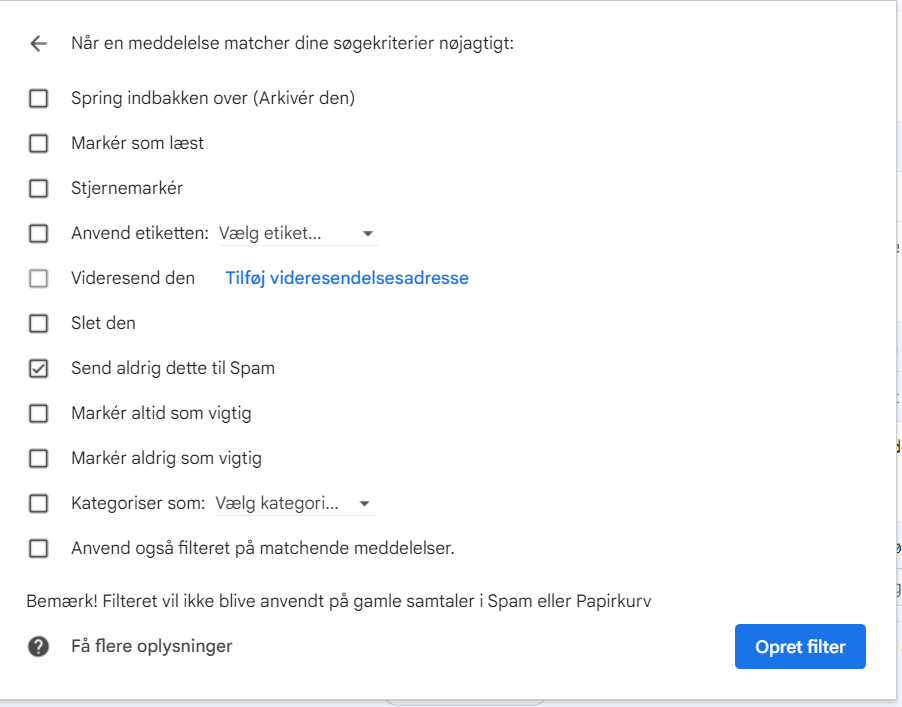 Når en meddelelse matcher dine søgekriterier nøjagtigt:
Spring indbakken over (Arkivér den)
Markér som læst
Stjernemarkér
Anvend etiketten: Vælg etiket...
Videresend den Tilføj videresendelsesadresse
Slet den
Send aldrig dette til Spam
Markér altid som vigtig
Markér aldrig som vigtig
Kategoriser som: Vælg kategori...
Anvend også filteret på matchende meddelelser.
Bemærk! Filteret vil ikke blive anvendt på gamle samtaler i Spam eller Papirkurv
Få flere oplysninger
Opret filter